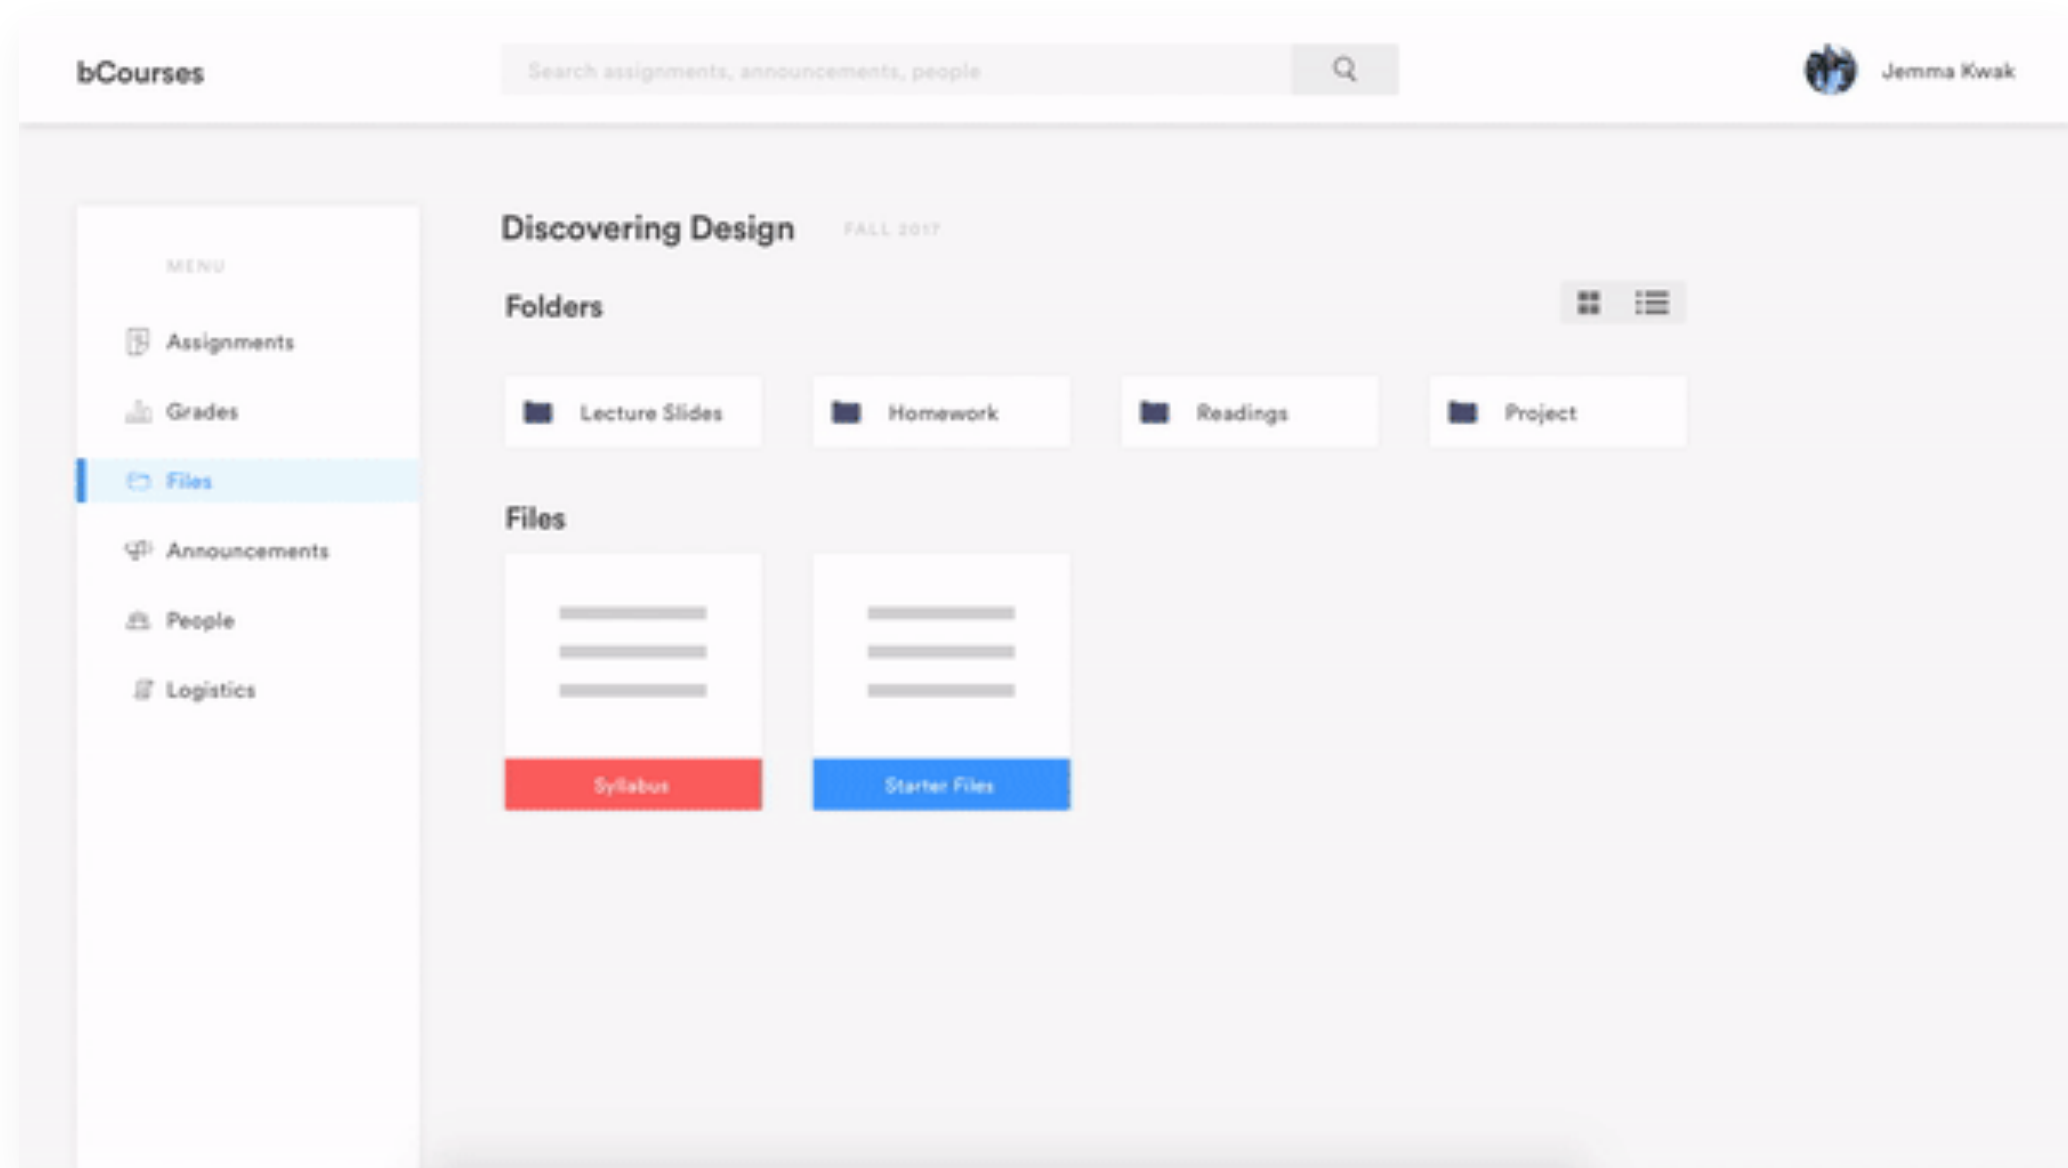 bCourses
Search assignments, announcements, people
Jemma Kwak
MENU
Assignments
Grades
Files
Announcements
People
Logistics
Discovering Design FALL 2017
Folders
Lecture Slides
Homework
Readings
Project
Files
Syllabus
Starter Files